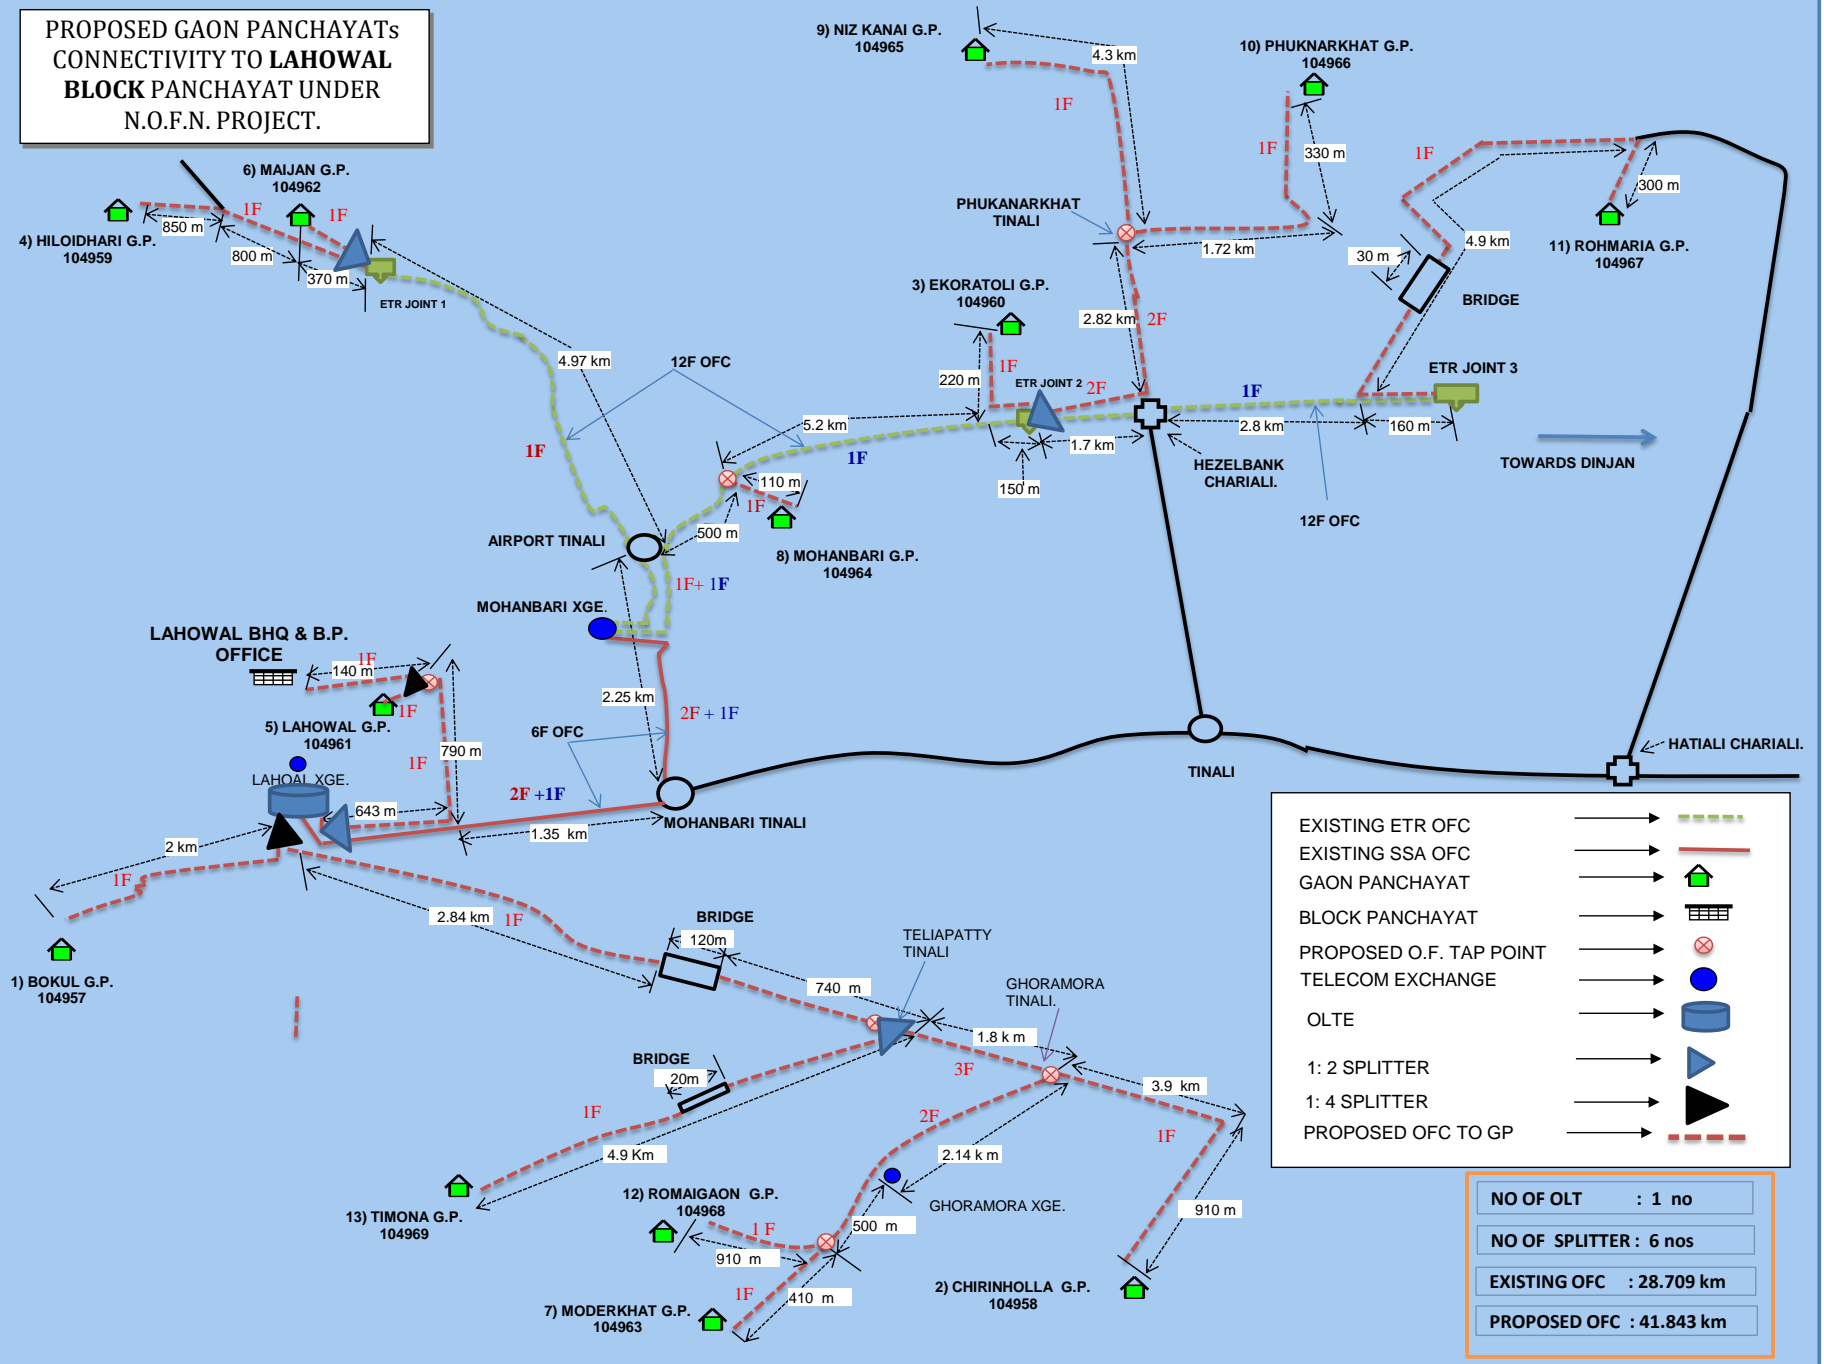 PROPOSED GAON PANCHAYATs
CONNECTIVITY TO LAHOWAL
BLOCK PANCHAYAT UNDER
N.O.F.N. PROJECT.
9) NIZ KANAI G.P.
104965
4.3 km
1F
10) PHUKNARKHAT G.P.
104966
1F
330 m
1F
300 m
11) ROHMARIA G.P.
104967
4.9 km
30 m
BRIDGE
PHUKANARKHAT
TINALI
1.72 km
6) MAIJAN G.P.
104962
1F
1F
850 m
4) HILOIDHARI G.P.
104959
800 m
370 m
ETR JOINT 1
3) EKORATOLI G.P.
104960
2.82 km
2F
4.97 km
12F OFC
220 m
1F
ETR JOINT 2
2F
1F
ETR JOINT 3
5.2 km
1F
1F
1.7 km
2.8 km
160 m
150 m
HEZELBANK
CHARIALI.
TOWARDS DINJAN
12F OFC
110 m
1F
500 m
8) MOHANBARI G.P.
104964
AIRPORT TINALI
1F+ 1F
MOHANBARI XGE.
LAHOWAL BHQ & B.P.
OFFICE
1F
140 m
1F
5) LAHOWAL G.P.
104961
790 m
1F
2.25 km
2F + 1F
6F OFC
LAHOAL XGE.
643 m
2F +1F
1.35 km
MOHANBARI TINALI
TINALI
HATIALI CHARIALI.
2 km
1F
1) BOKUL G.P.
104957
2.84 km
1F
BRIDGE
120m
740 m
TELIAPATTY
TINALI
GHORAMORA
TINALI.
1.8 k m
3F
3.9 km
1F
BRIDGE
20m
1F
4.9 Km
13) TIMONA G.P.
104969
2F
2.14 k m
GHORAMORA XGE.
500 m
12) ROMAIGAON G.P.
104968
1 F
910 m
1F
410 m
7) MODERKHAT G.P.
104963
910 m
2) CHIRINHOLLA G.P.
104958
EXISTING ETR OFC
EXISTING SSA OFC
GAON PANCHAYAT
BLOCK PANCHAYAT
PROPOSED O.F. TAP POINT
TELECOM EXCHANGE
OLTE
1: 2 SPLITTER
1: 4 SPLITTER
PROPOSED OFC TO GP
NO OF OLT : 1 no
NO OF SPLITTER : 6 nos
EXISTING OFC : 28.709 km
PROPOSED OFC : 41.843 km